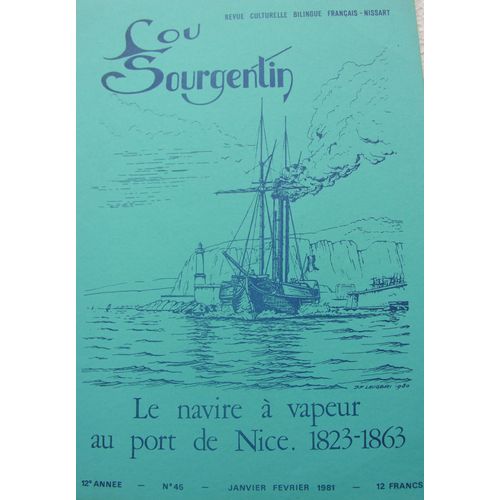 REVUE CULTURELLE BILINGUE FRANÇAIS - NISSART
Lou
Sourgentin
Le navire à vapeur
au port de Nice. 1823-1863
12e ANNEE — N° 45 — JANVIER FEVRIER 1981 — 12 FRANCS